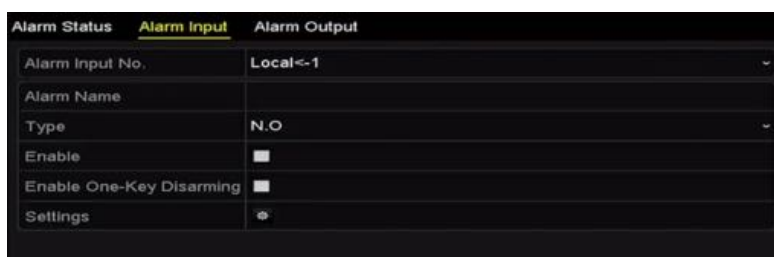 Alarm Status Alarm Input Alarm Output
Alarm Input No. Local<-1
Alarm Name
Type N.O
Enable
Enable One-Key Disarming
Settings